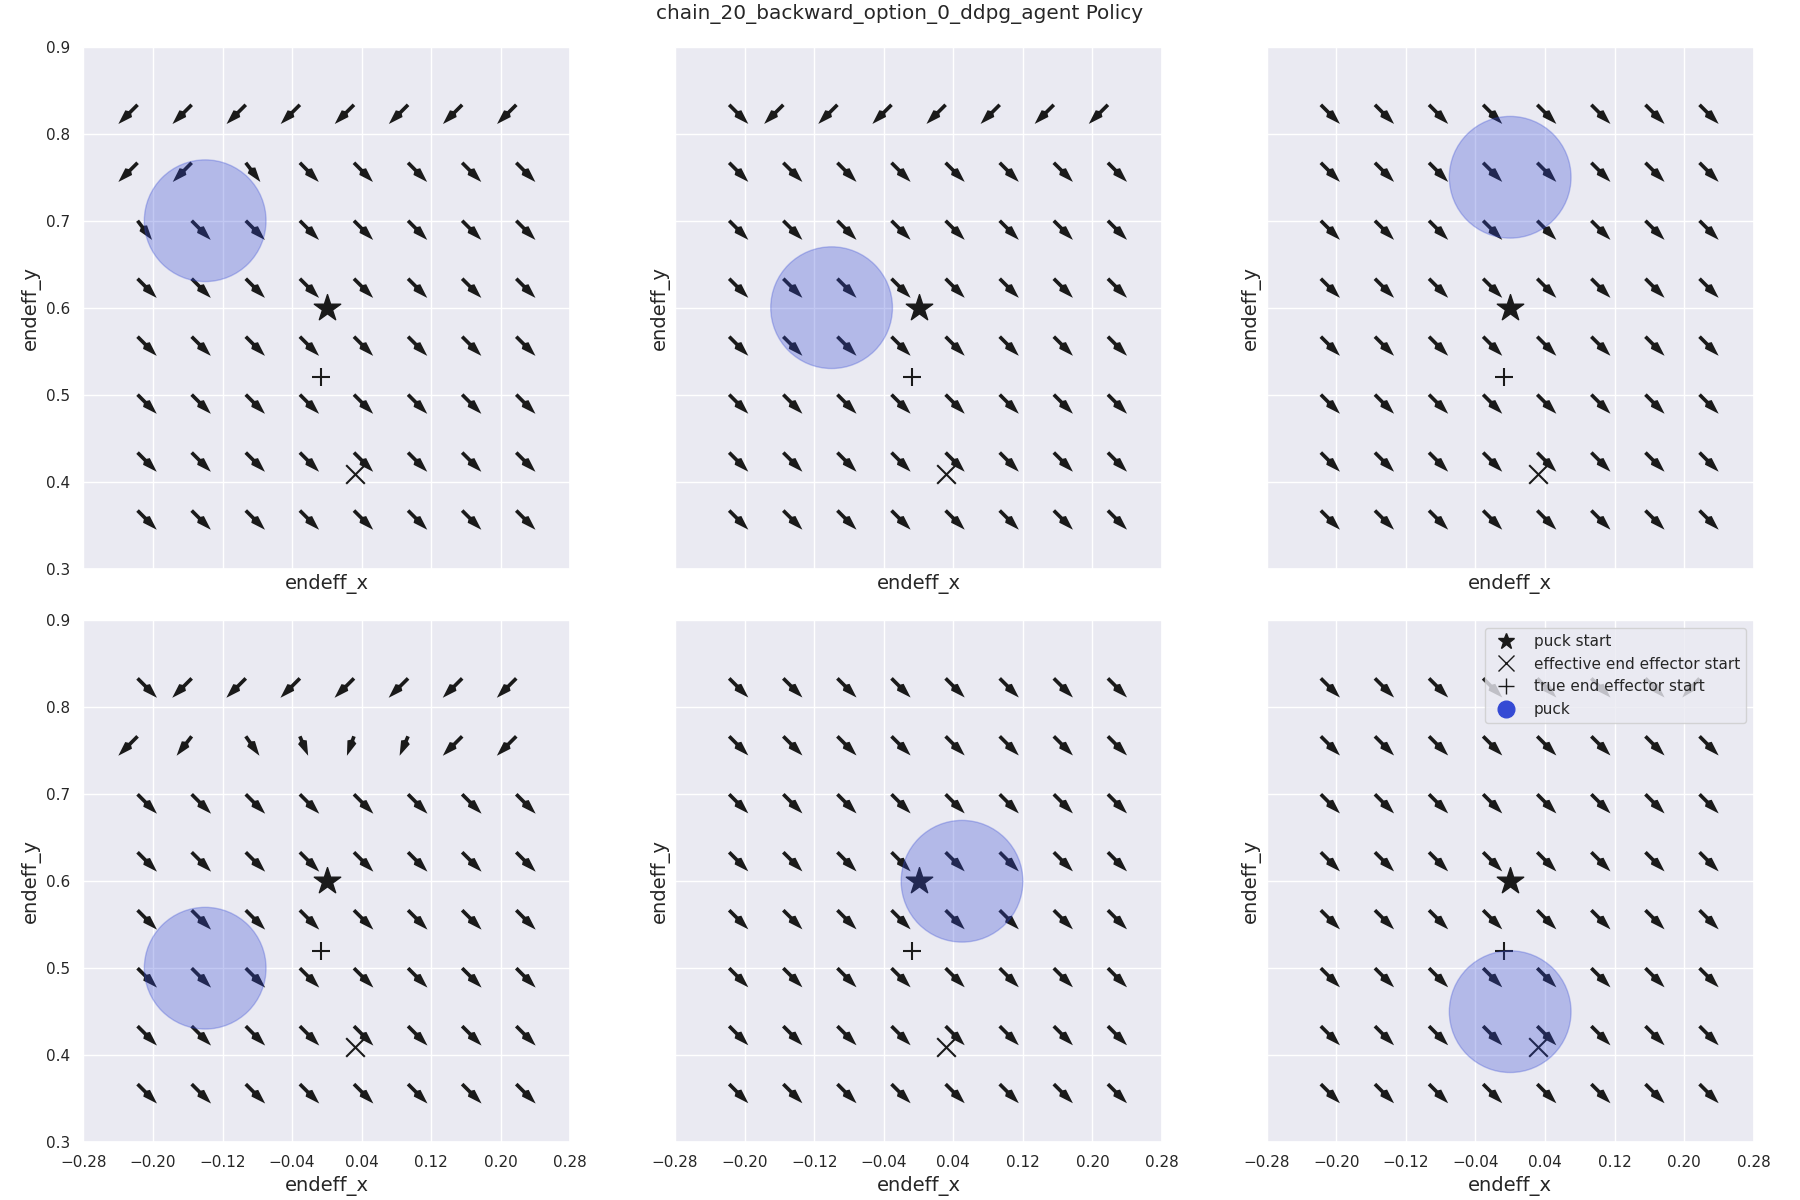 chain_20_backward_option_0_ddpg_agent Policy
0.9
0.8
0.7
0.6
0.5
0.4
0.3
endeff_y
endeff_x
endeff_y
endeff_x
endeff_y
endeff_x
0.9
0.8
0.7
0.6
0.5
0.4
0.3
endeff_y
−0.28 −0.20 −0.12 −0.04 0.04 0.12 0.20 0.28
endeff_x
endeff_y
−0.28 −0.20 −0.12 −0.04 0.04 0.12 0.20 0.28
endeff_x
puck start
effective end effector start
true end effector start
puck
endeff_y
−0.28 −0.20 −0.12 −0.04 0.04 0.12 0.20 0.28
endeff_x